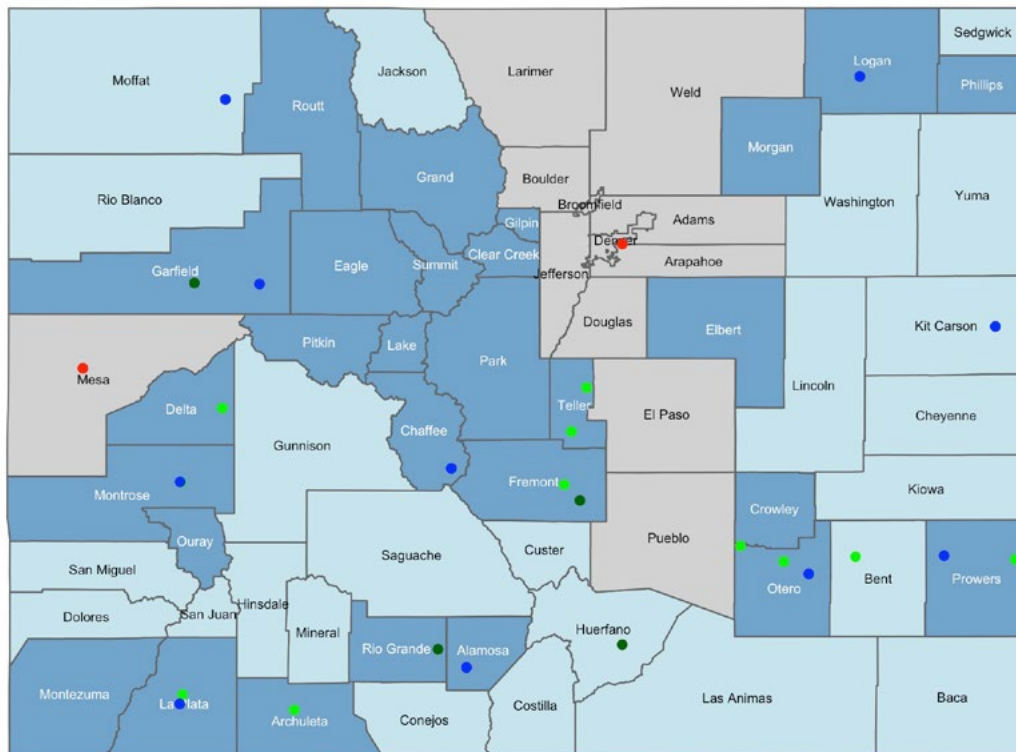 Sedgwick
Jackson
Larimer
Logan
Moffat
Weld
Phillips
Routt
Morgan
Grand
Boulder
Yuma
Rio Blanco
Washington
Broomfield
Gilpin
Adams
Denver
Clear Creek
Arapahoe
Garfield
Eagle
Summit
Jefferson
Douglas
Kit Carson
Elbert
Pitkin
Lake
Park
Mesa
Lincoln
Teller
El Paso
Delta
Cheyenne
Chaffee
Gunnison
Fremont
Crowley
Kiowa
Montrose
Pueblo
Ouray
Saguache
Custer
San Miguel
Otero
Bent
Prowers
Hinsdale
Dolores
San Juan
Mineral
Huerfano
Rio Grande
Alamosa
Montezuma
La Plata
Las Animas
Baca
Archuleta
Conejos
Costilla